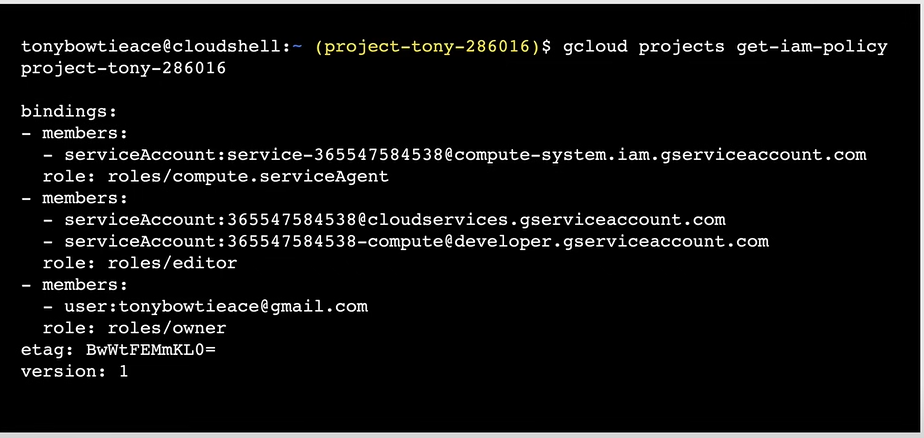 tonybowtieace@cloudshell:~ (project-tony-286016)$ gcloud projects get-iam-policy
project-tony-286016
bindings:
- members:
  - serviceAccount:service-365547584538@compute-system.iam.gserviceaccount.com
  role: roles/compute.serviceAgent
- members:
  - serviceAccount:365547584538@cloudservices.gserviceaccount.com
  - serviceAccount:365547584538-compute@developer.gserviceaccount.com
  role: roles/editor
- members:
  - user:tonybowtieace@gmail.com
  role: roles/owner
etag: BwWtFEMmKL0=
version: 1